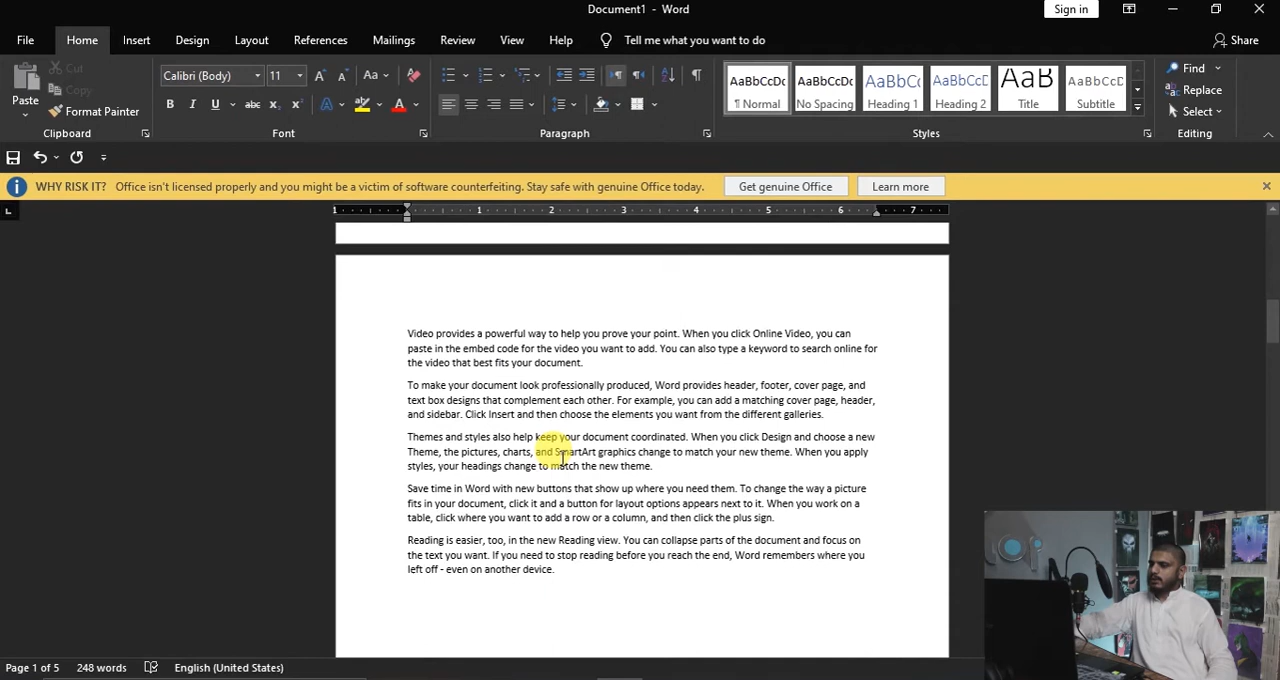 Document1 - Word
Sign in
File Home Insert Design Layout References Mailings Review View Help Tell me what you want to do Share
Paste
Cut
Copy
Format Painter
Clipboard
Calibri (Body) 11
Font
Paragraph
AaBbCcDc AaBbCcDc AaBbC AaBbCcC AaB AaBbCcD
¶ Normal No Spacing Heading 1 Heading 2 Title Subtitle
Styles
Find
Replace
Select
Editing
WHY RISK IT? Office isn't licensed properly and you might be a victim of software counterfeiting. Stay safe with genuine Office today. Get genuine Office Learn more
1 1 2 3 4 5 6 7
Video provides a powerful way to help you prove your point. When you click Online Video, you can
paste in the embed code for the video you want to add. You can also type a keyword to search online for
the video that best fits your document.
To make your document look professionally produced, Word provides header, footer, cover page, and
text box designs that complement each other. For example, you can add a matching cover page, header,
and sidebar. Click Insert and then choose the elements you want from the different galleries.
Themes and styles also help keep your document coordinated. When you click Design and choose a new
Theme, the pictures, charts, and SmartArt graphics change to match your new theme. When you apply
styles, your headings change to match the new theme.
Save time in Word with new buttons that show up where you need them. To change the way a picture
fits in your document, click it and a button for layout options appears next to it. When you work on a
table, click where you want to add a row or a column, and then click the plus sign.
Reading is easier, too, in the new Reading view. You can collapse parts of the document and focus on
the text you want. If you need to stop reading before you reach the end, Word remembers where you
left off - even on another device.
Page 1 of 5 248 words English (United States)